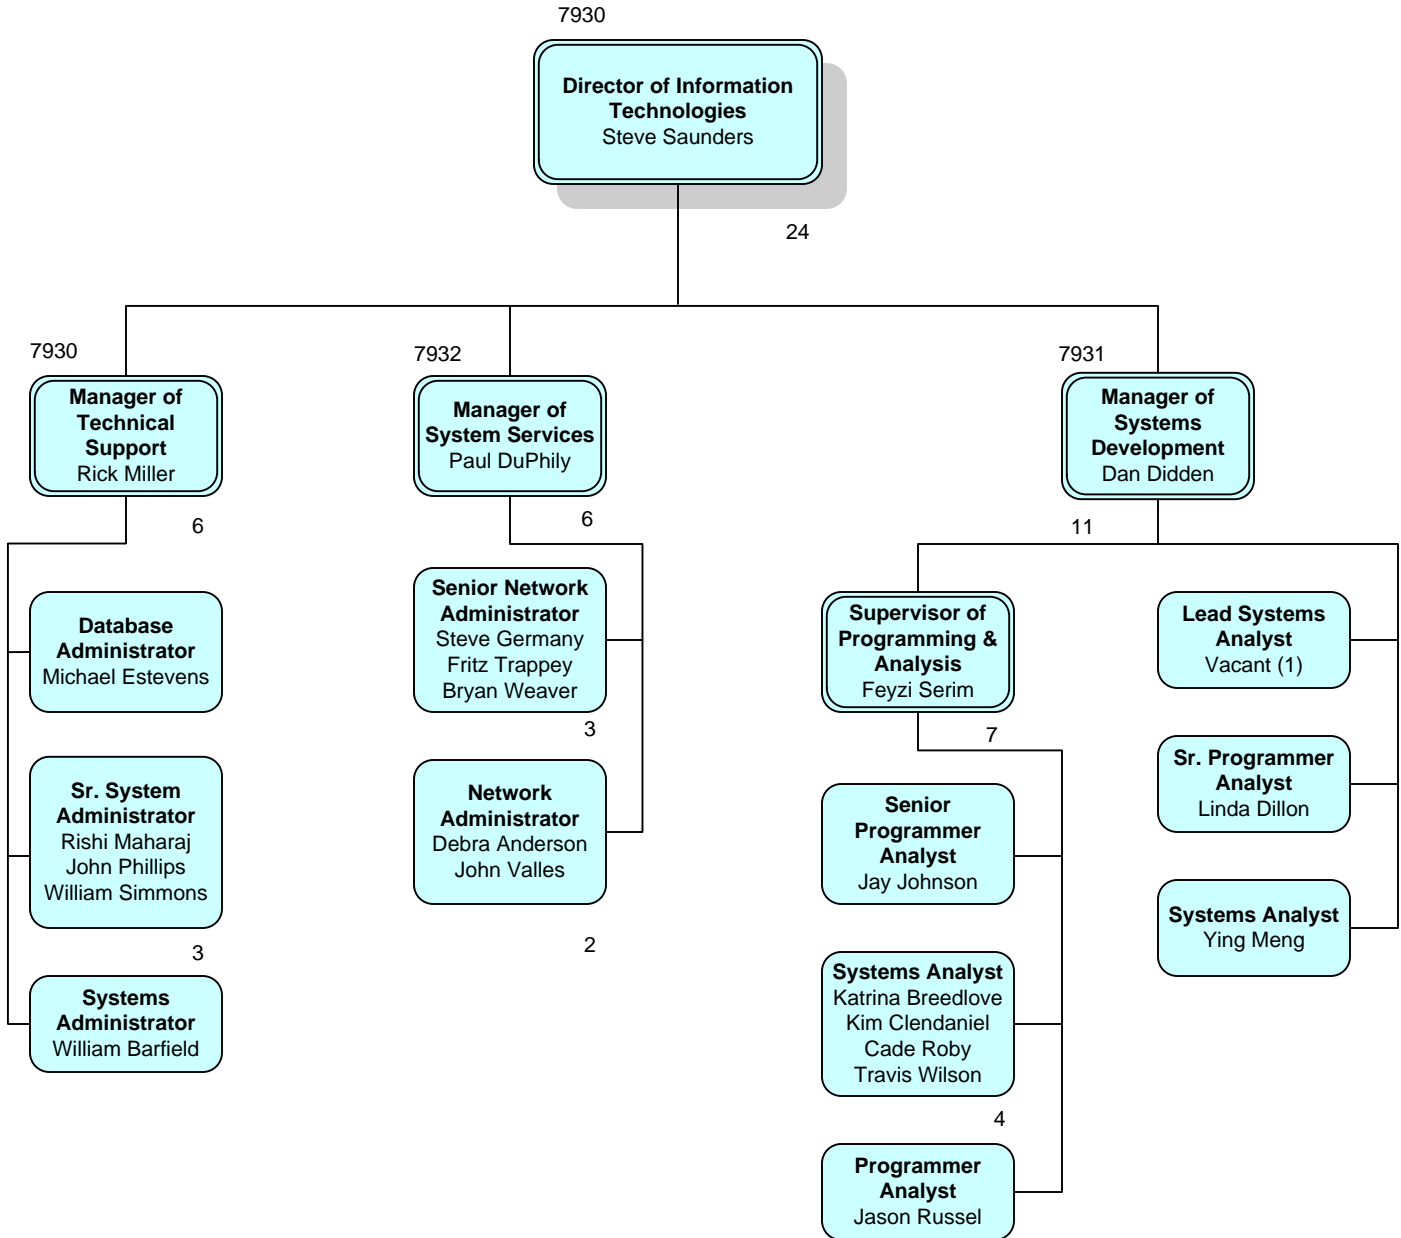 7930
Director of Information
Technologies
Steve Saunders
24
7930
Manager of
Technical
Support
Rick Miller
6
7932
Manager of
System Services
Paul DuPhily
6
7931
Manager of
Systems
Development
Dan Didden
11
Database
Administrator
Michael Estevens
Sr. System
Administrator
Rishi Maharaj
John Phillips
William Simmons
3
Systems
Administrator
William Barfield
Senior Network
Administrator
Steve Germany
Fritz Trappey
Bryan Weaver
3
Network
Administrator
Debra Anderson
John Valles
2
Supervisor of
Programming &
Analysis
Feyzi Serim
7
Senior
Programmer
Analyst
Jay Johnson
Systems Analyst
Katrina Breedlove
Kim Clendaniel
Cade Roby
Travis Wilson
4
Programmer
Analyst
Jason Russel
Lead Systems
Analyst
Vacant (1)
Sr. Programmer
Analyst
Linda Dillon
Systems Analyst
Ying Meng